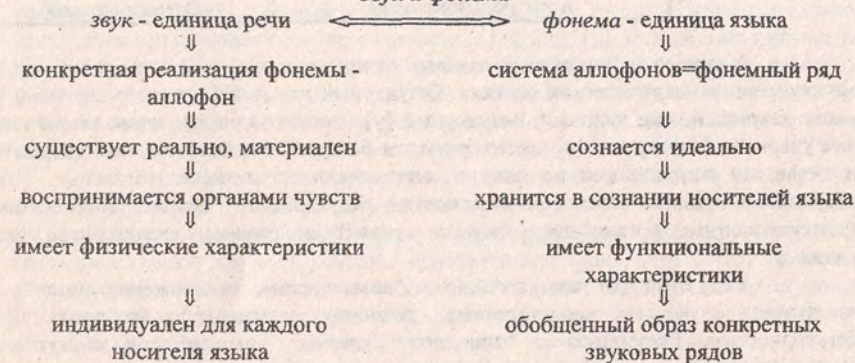 звук - единица речи фонема - единица языка
конкретная реализация фонемы - система аллофонов=фонемный ряд
аллофон
существует реально, материален сознается идеально
воспринимается органами чувств хранится в сознании носителей языка
имеет физические характеристики имеет функциональные
характеристики
индивидуален для каждого обобщенный образ конкретных
носителя языка звуковых рядов